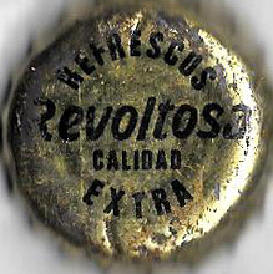 REFRESCOS
Revoltosa
CALIDAD
EXTRA